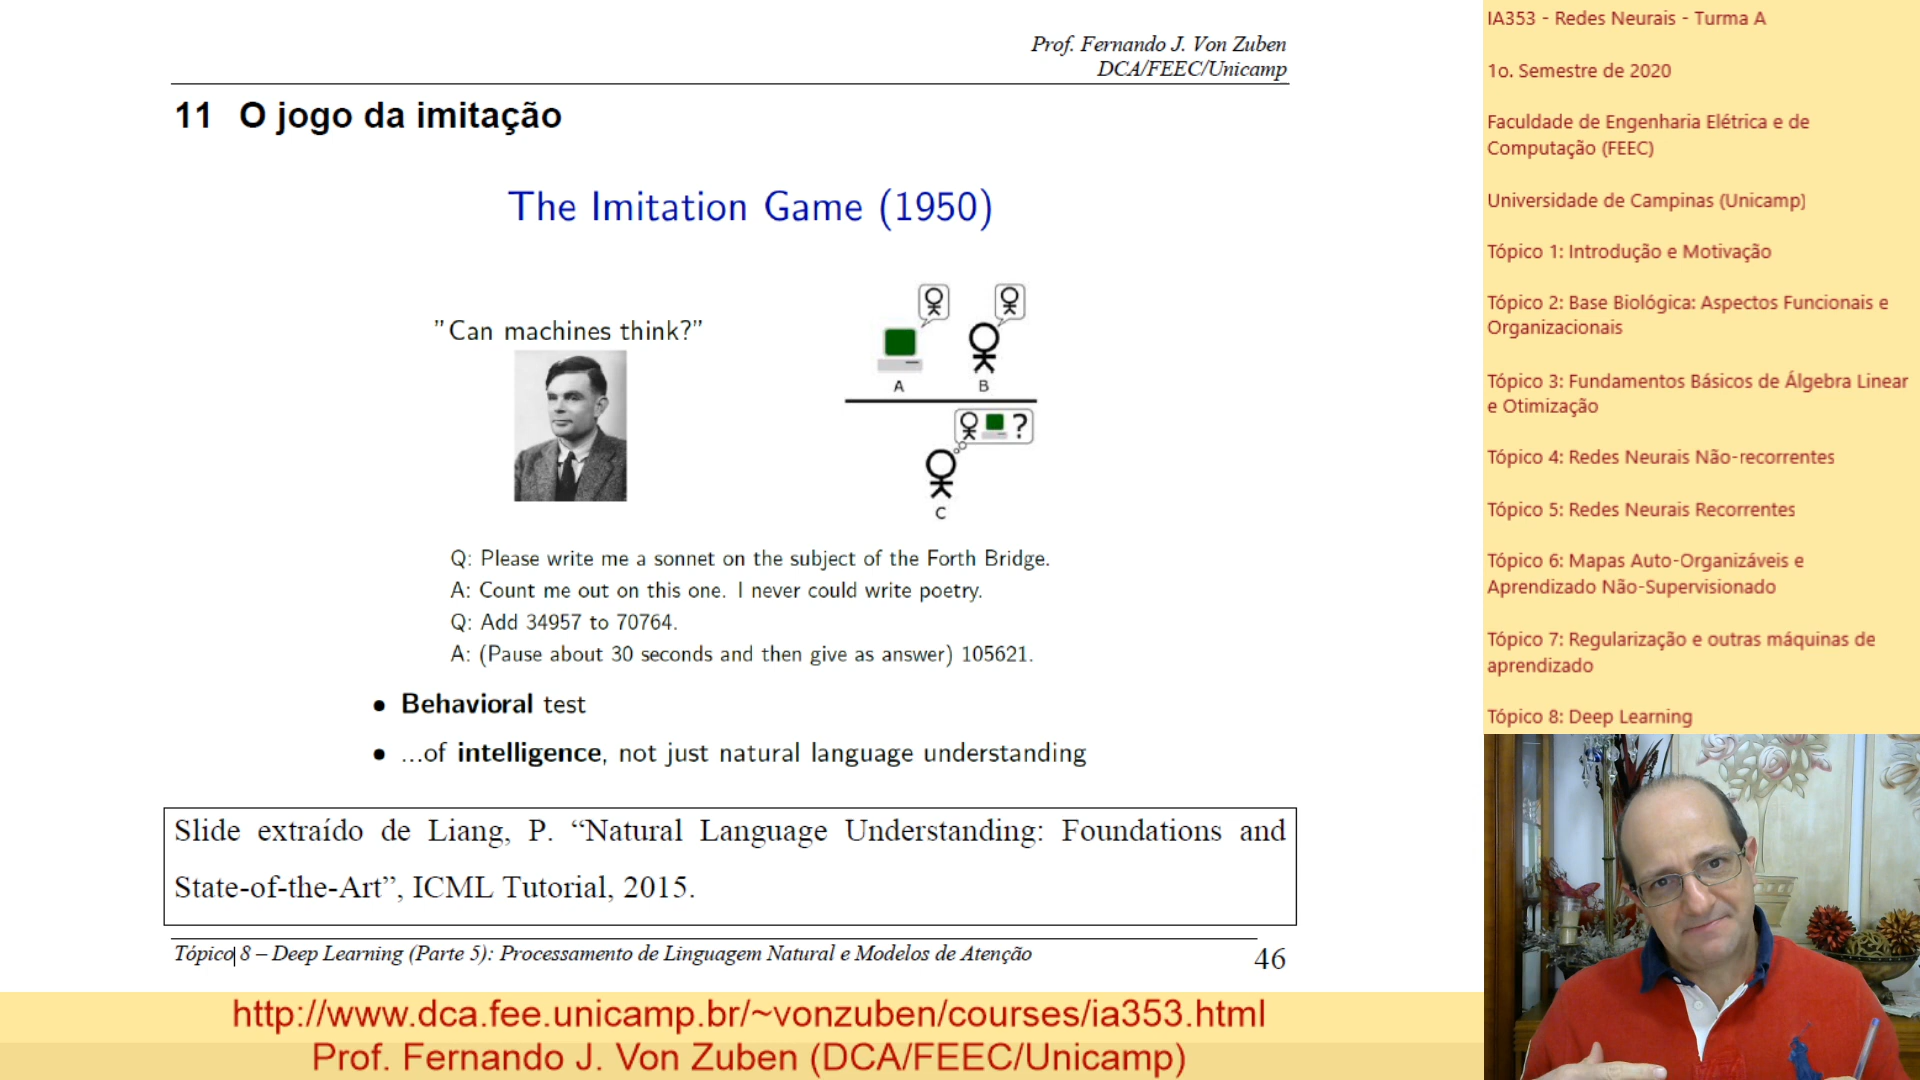 Prof. Fernando J. Von Zuben
DCA/FEEC/Unicamp
11 O jogo da imitação
The Imitation Game (1950)
"Can machines think?"
A
B
?
C
Q: Please write me a sonnet on the subject of the Forth Bridge.
A: Count me out on this one. I never could write poetry.
Q: Add 34957 to 70764.
A: (Pause about 30 seconds and then give as answer) 105621.
• Behavioral test
• ...of intelligence, not just natural language understanding
Slide extraído de Liang, P. “Natural Language Understanding: Foundations and
State-of-the-Art”, ICML Tutorial, 2015.
Tópico 8 – Deep Learning (Parte 5): Processamento de Linguagem Natural e Modelos de Atenção
46
http://www.dca.fee.unicamp.br/~vonzuben/courses/ia353.html
Prof. Fernando J. Von Zuben (DCA/FEEC/Unicamp)
IA353 - Redes Neurais - Turma A
1o. Semestre de 2020
Faculdade de Engenharia Elétrica e de
Computação (FEEC)
Universidade de Campinas (Unicamp)
Tópico 1: Introdução e Motivação
Tópico 2: Base Biológica: Aspectos Funcionais e
Organizacionais
Tópico 3: Fundamentos Básicos de Álgebra Linear
e Otimização
Tópico 4: Redes Neurais Não-recorrentes
Tópico 5: Redes Neurais Recorrentes
Tópico 6: Mapas Auto-Organizáveis e
Aprendizado Não-Supervisionado
Tópico 7: Regularização e outras máquinas de
aprendizado
Tópico 8: Deep Learning